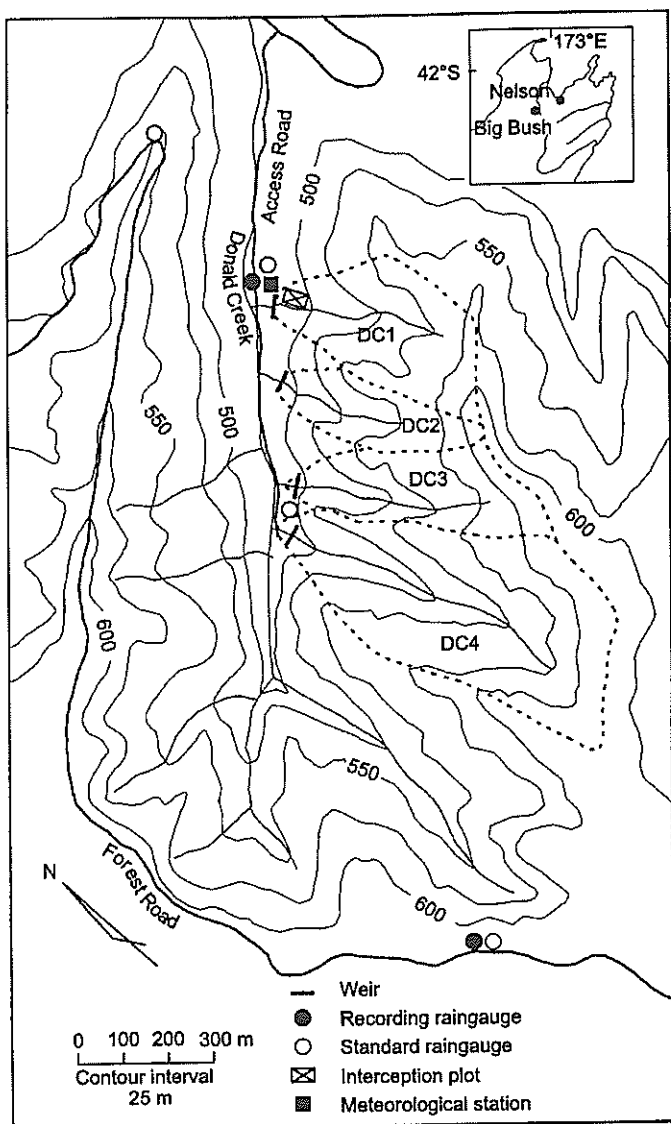 173°E
42°S
Nelson
Big Bush
Access Road
500
550
Donald Creek
DC1
500
550
DC2
DC3
600
600
DC4
550
N
Forest Road
600
Weir
Recording raingauge
0 100 200 300 m
Standard raingauge
Contour interval
25 m
Interception plot
Meteorological station